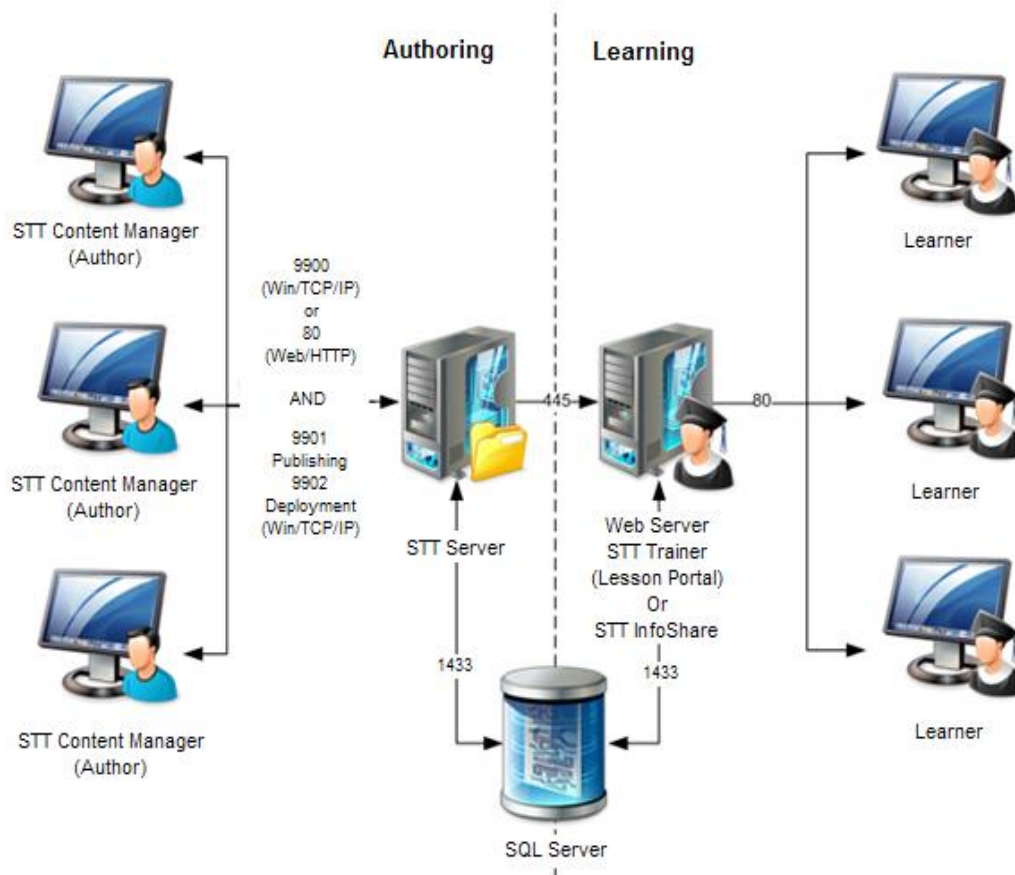 Authoring
Learning
STT Content Manager
(Author)
STT Content Manager
(Author)
STT Content Manager
(Author)
9900
(Win/TCP/IP)
or
80
(Web/HTTP)
AND
9901
Publishing
9902
Deployment
(Win/TCP/IP)
STT Server
445
Web Server
STT Trainer
(Lesson Portal)
Or
STT InfoShare
80
Learner
Learner
Learner
1433
1433
SQL Server